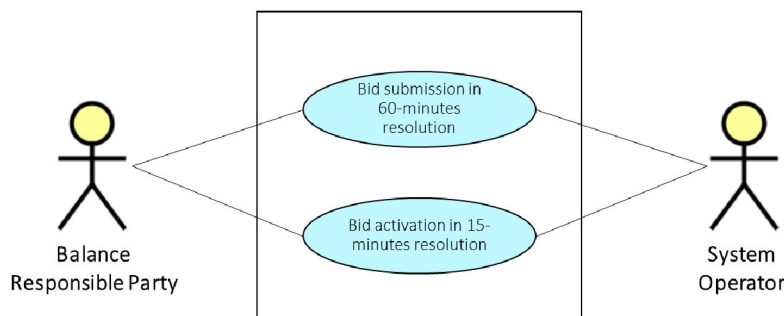 Bid submission in
60-minutes
resolution
Bid activation in 15-
minutes resolution
Balance
Responsible Party
System
Operator